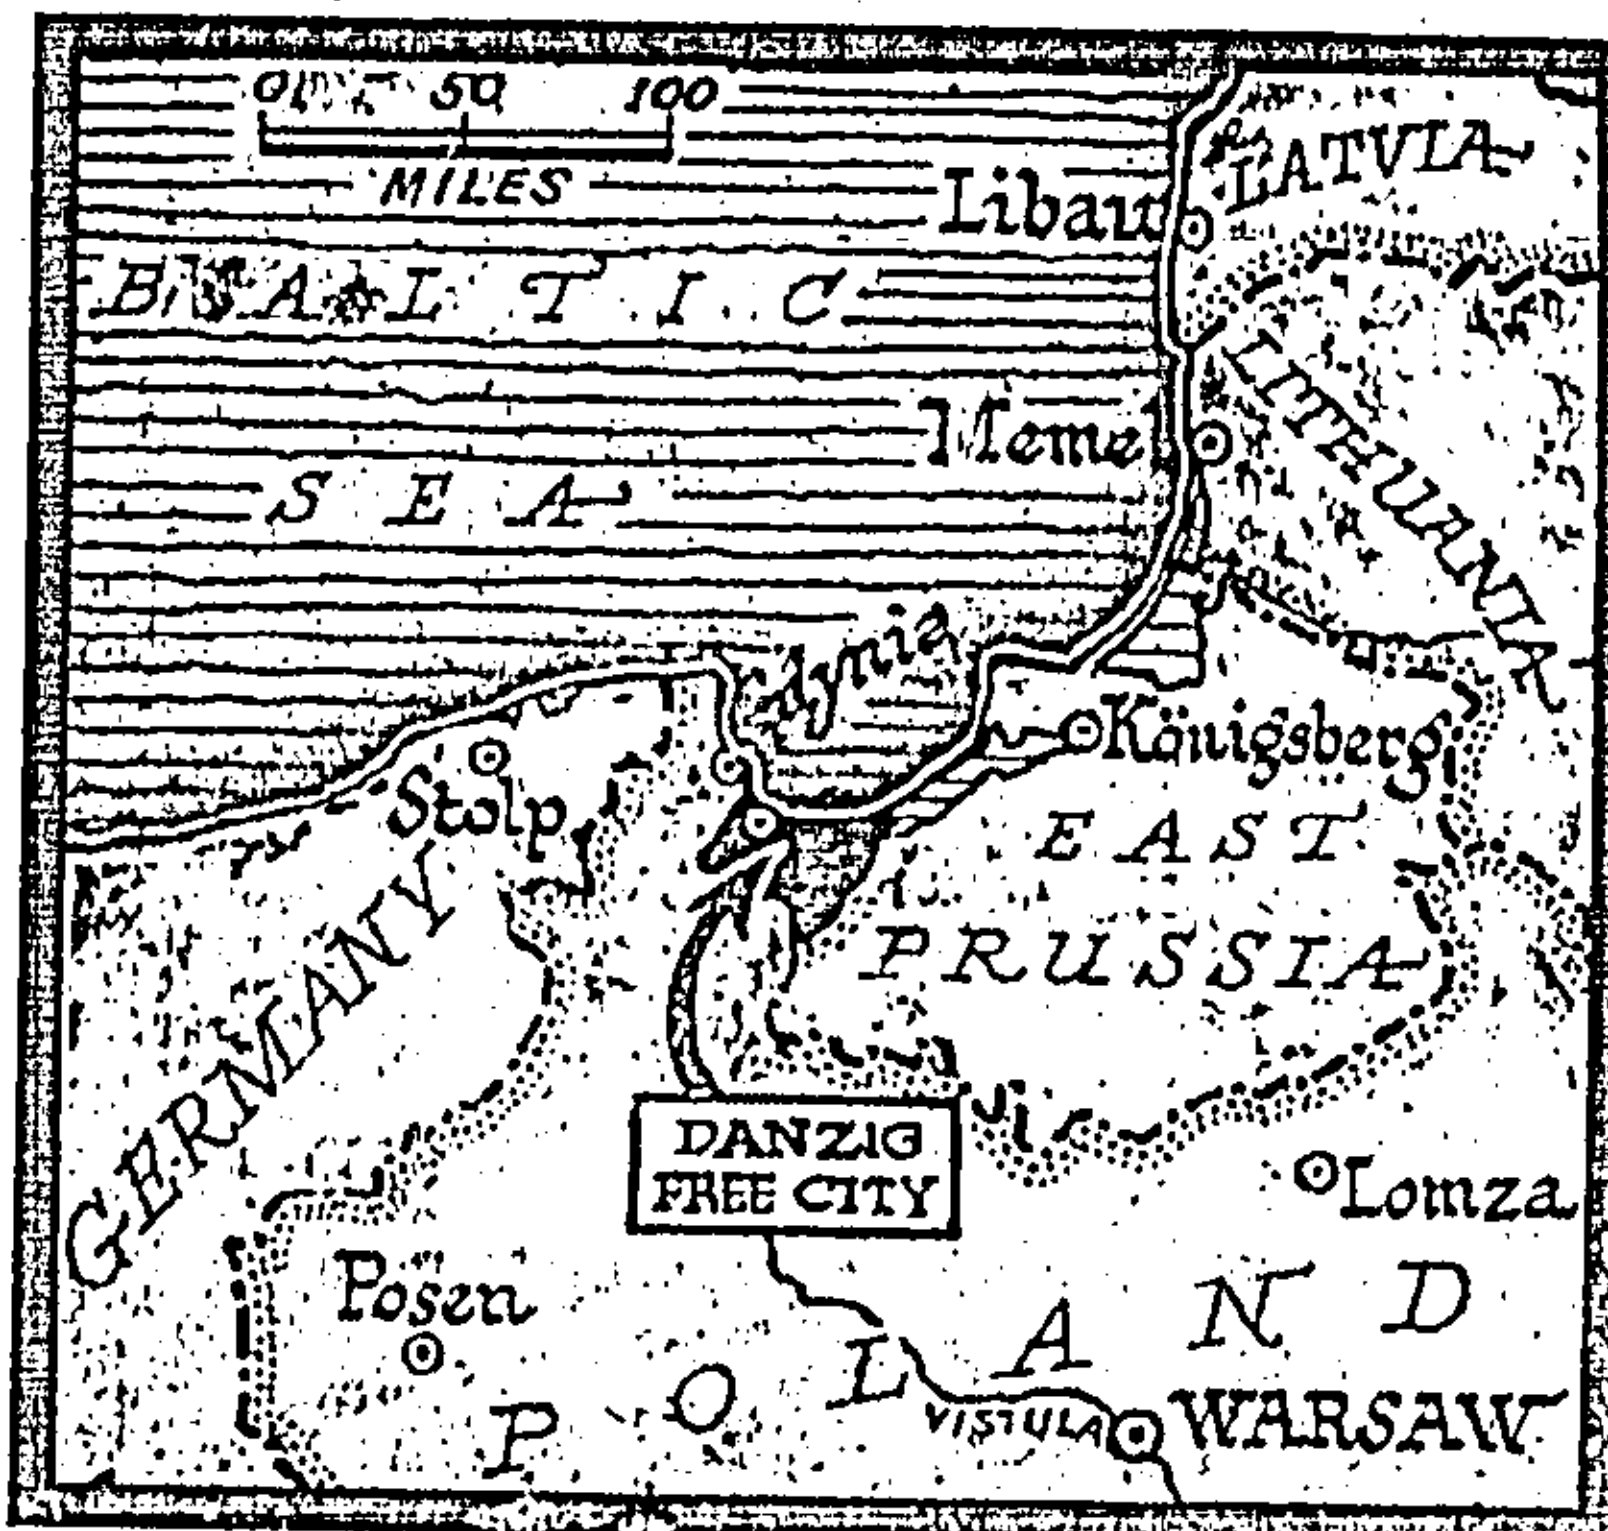 0 50 100
MILES
LATVIA
Libau
BALTIC
SEA
LITHUANIA
Memel
Gdynia
Königsberg
Stolp
EAST
PRUSSIA
GERMANY
DANZIG
FREE CITY
Lomza
Posen
POLAND
VISTULA
WARSAW